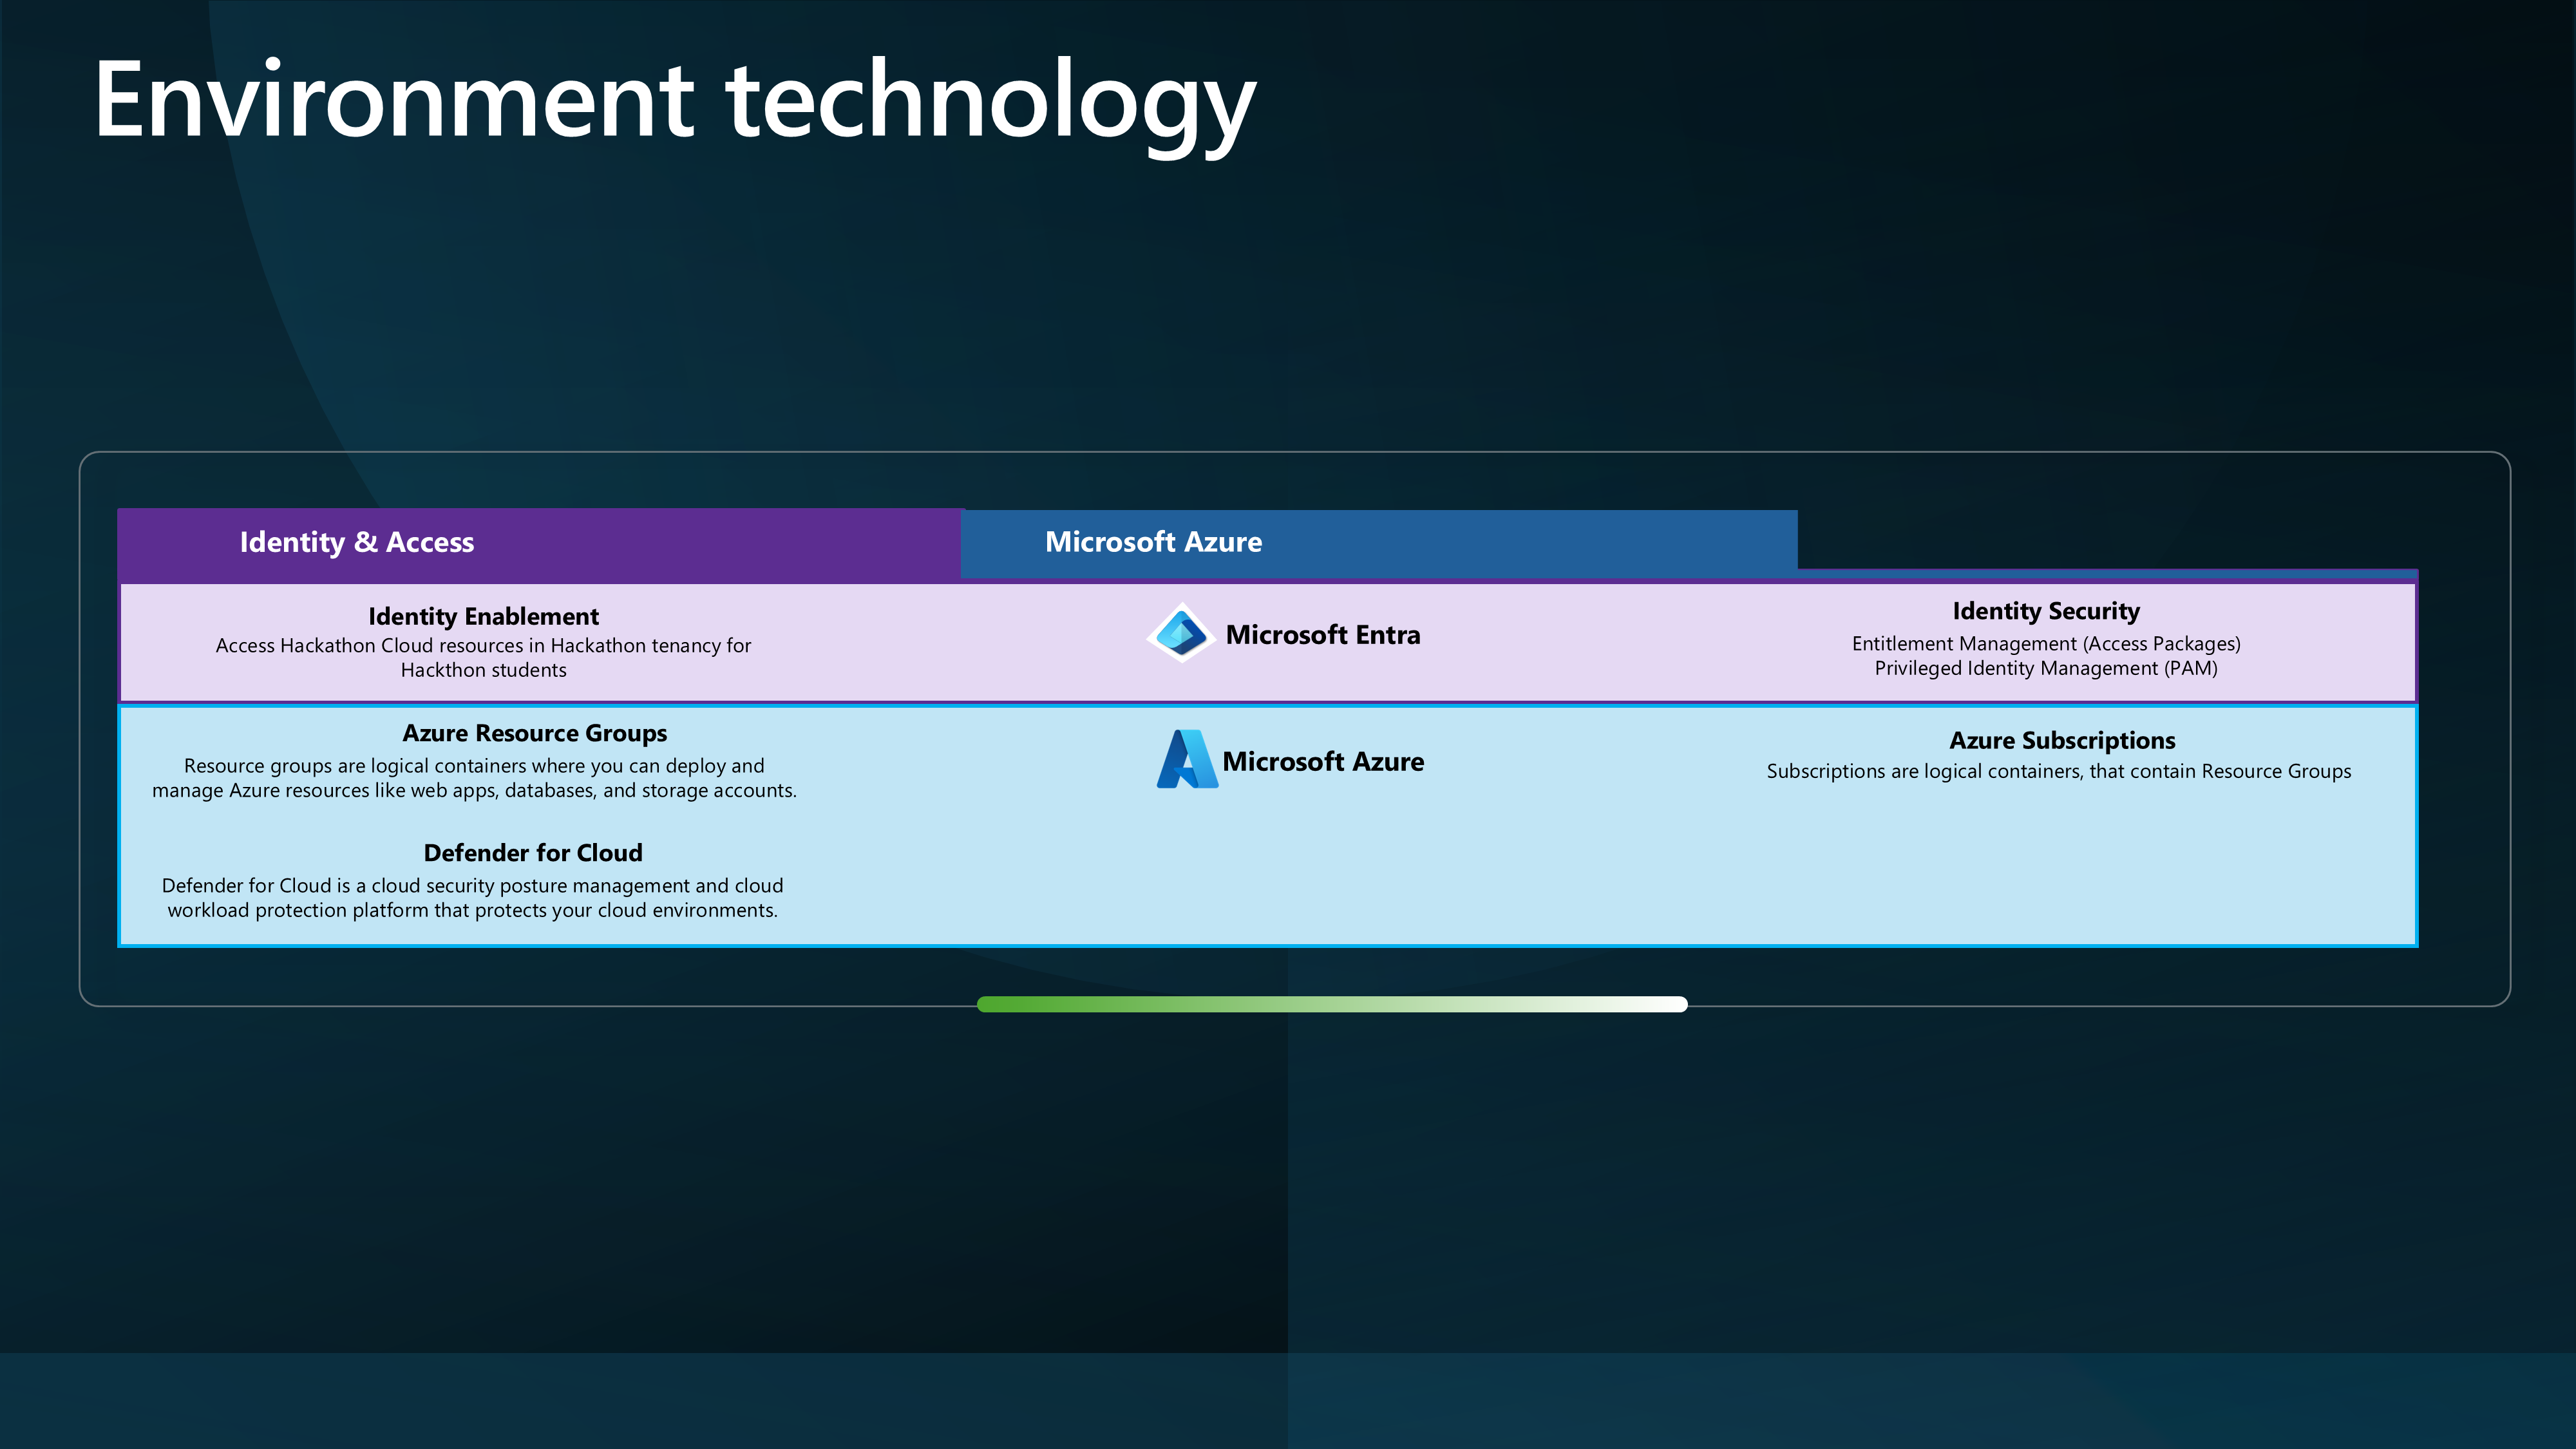 Environment technology
Identity & Access
Microsoft Azure
Identity Enablement
Access Hackathon Cloud resources in Hackathon tenancy for
Hackthon students
Microsoft Entra
Identity Security
Entitlement Management (Access Packages)
Privileged Identity Management (PAM)
Azure Resource Groups
Resource groups are logical containers where you can deploy and
manage Azure resources like web apps, databases, and storage accounts.
Microsoft Azure
Azure Subscriptions
Subscriptions are logical containers, that contain Resource Groups
Defender for Cloud
Defender for Cloud is a cloud security posture management and cloud
workload protection platform that protects your cloud environments.